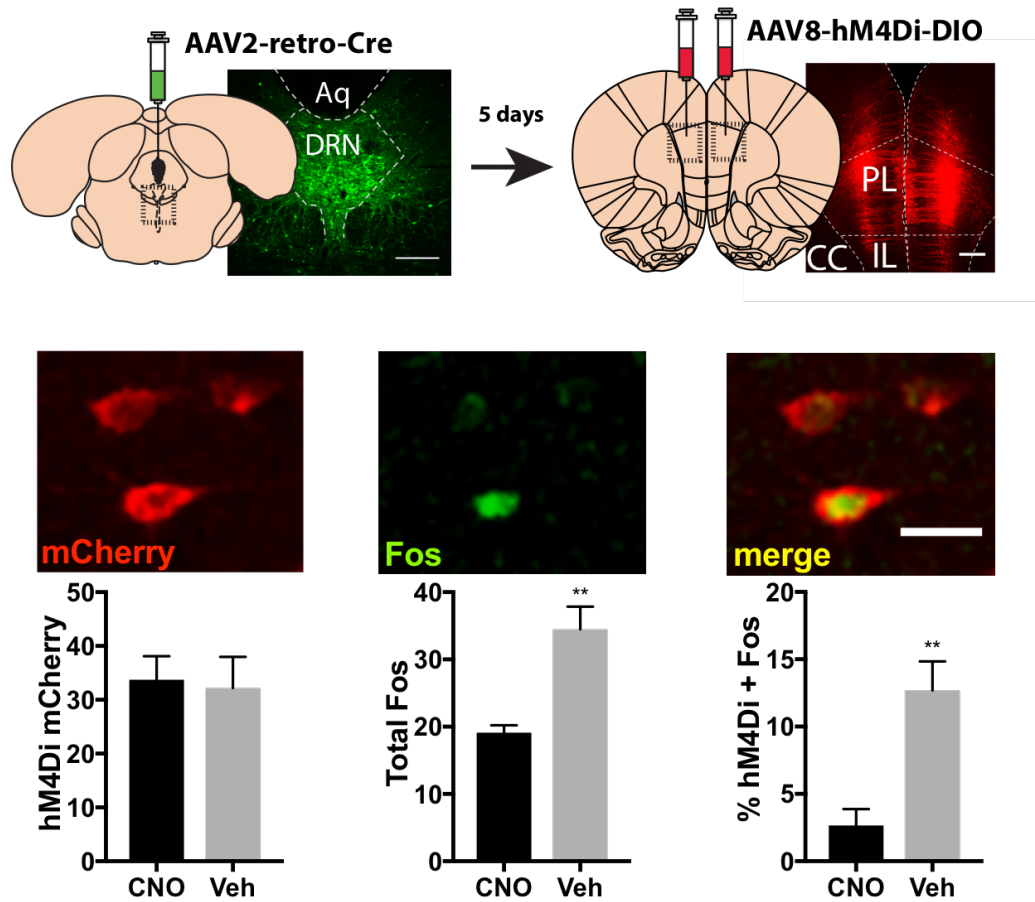 AAV2-retro-Cre
Aq
DRN
5 days
AAV8-hM4Di-DIO
PL
CC
IL
mCherry
Fos
merge
hM4Di mCherry
50
40
30
20
10
0
CNO
Veh
Total Fos
40
30
20
10
0
**
CNO
Veh
% hM4Di + Fos
20
15
10
5
0
**
CNO
Veh